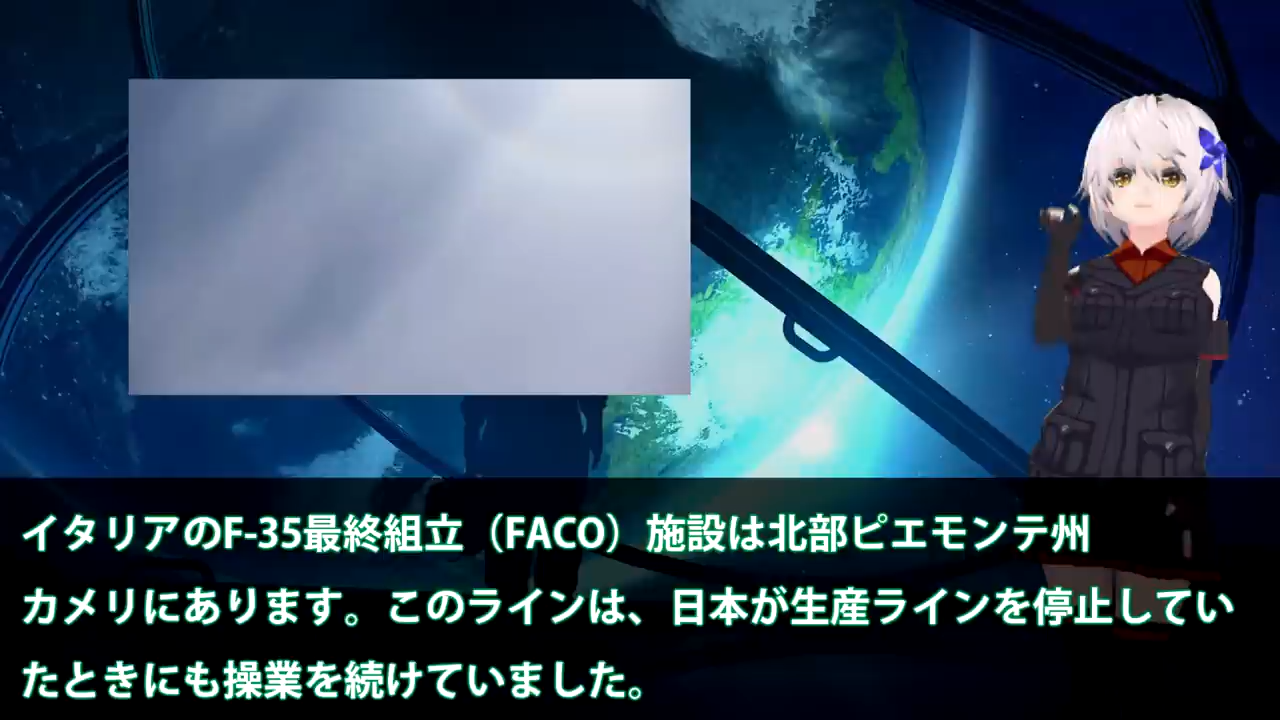 イタリアのF-35最終組立（FACO）施設は北部ピエモンテ州
カメリにあります。このラインは、日本が生産ラインを停止してい
たときにも操業を続けていました。